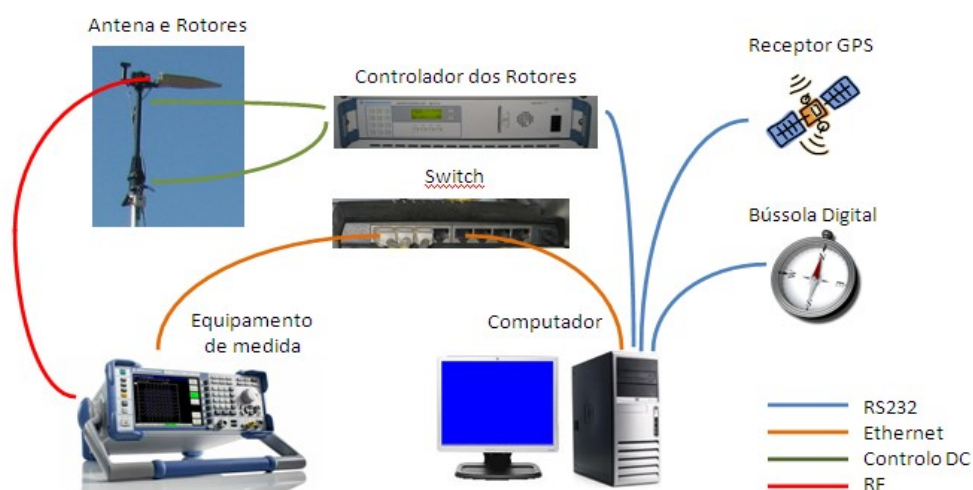 Antena e Rotores
Controlador dos Rotores
Receptor GPS
Switch
Bússola Digital
Equipamento
de medida
Computador
RS232
Ethernet
Controlo DC
RF